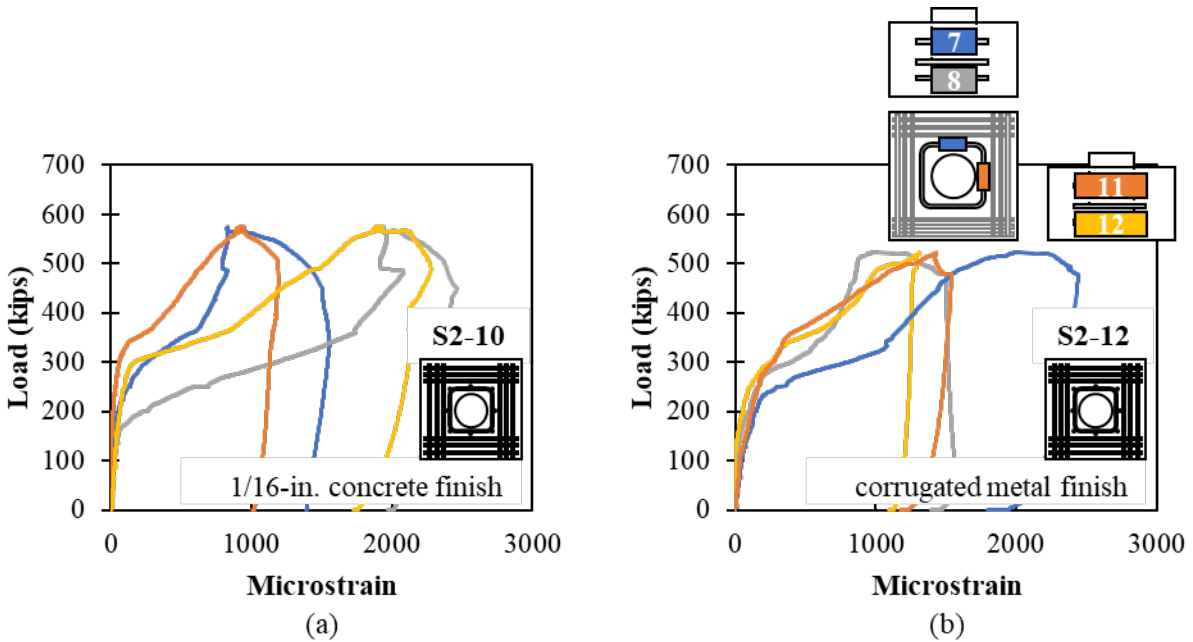 7
8
11
12
700
600
500
400
300
200
100
0
Load (kips)
0 1000 2000 3000
Microstrain
S2-10
1/16-in. concrete finish
(a)
700
600
500
400
300
200
100
0
Load (kips)
0 1000 2000 3000
Microstrain
S2-12
corrugated metal finish
(b)